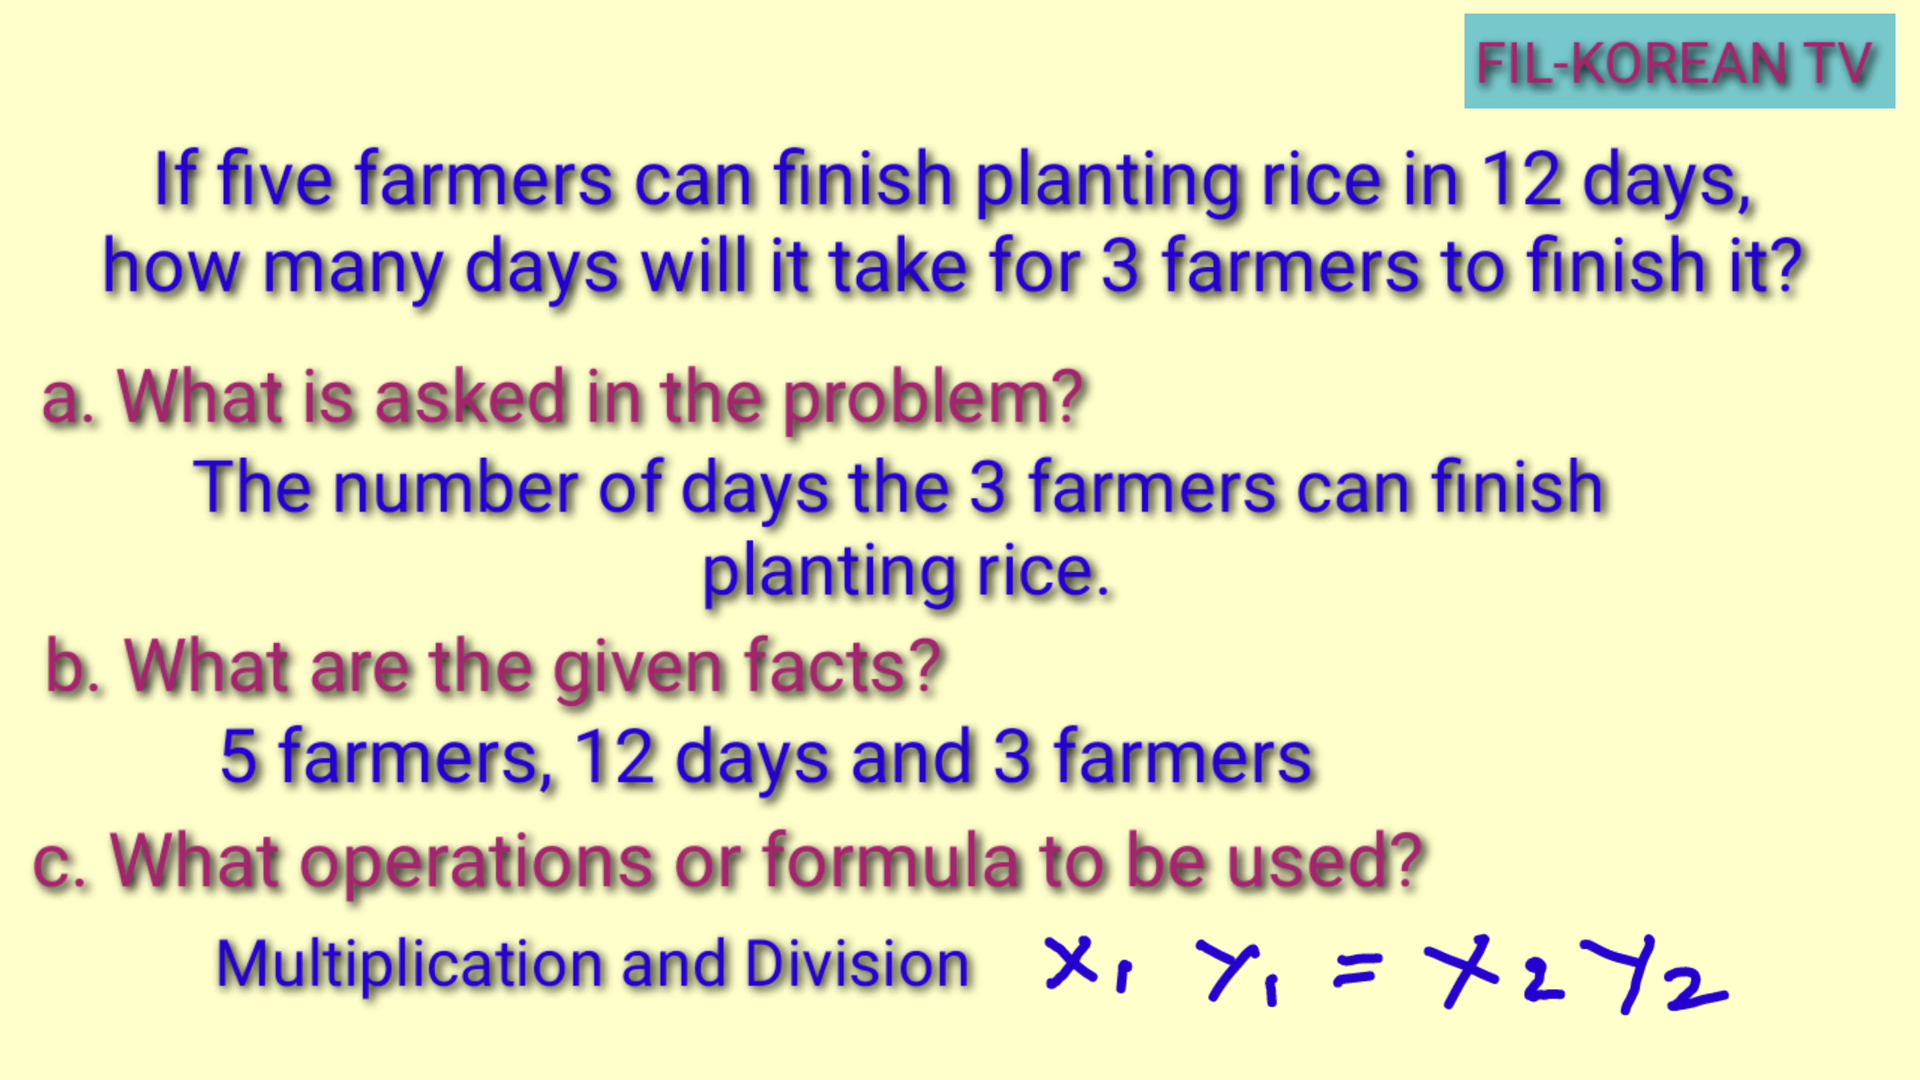 FIL-KOREAN TV
If five farmers can finish planting rice in 12 days,
how many days will it take for 3 farmers to finish it?
a. What is asked in the problem?
The number of days the 3 farmers can finish
planting rice.
b. What are the given facts?
5 farmers, 12 days and 3 farmers
c. What operations or formula to be used?
Multiplication and Division x₁ y₁ = x₂y₂